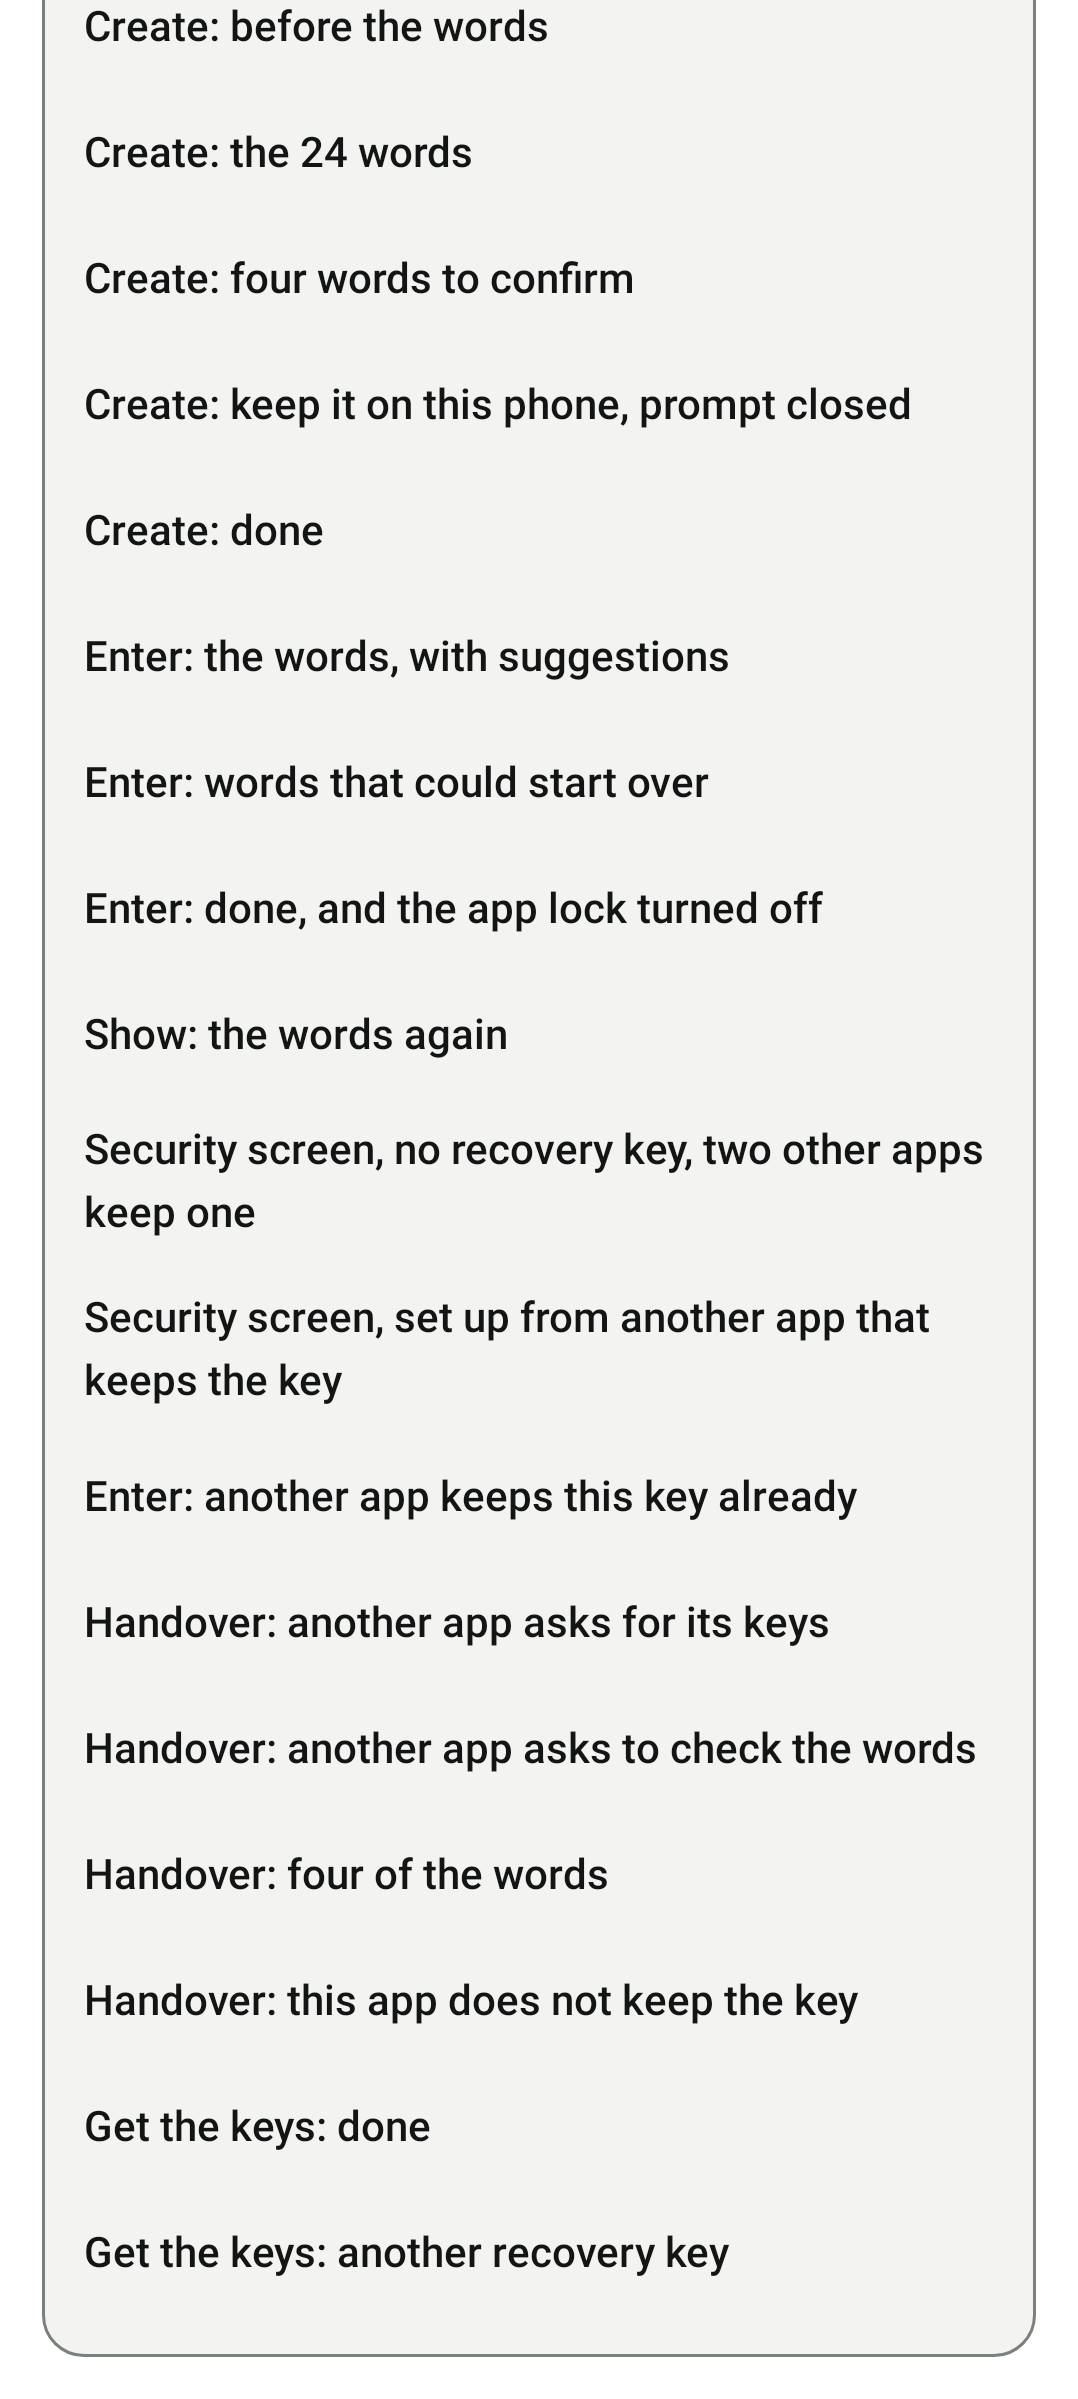 Create: before the words
Create: the 24 words
Create: four words to confirm
Create: keep it on this phone, prompt closed
Create: done
Enter: the words, with suggestions
Enter: words that could start over
Enter: done, and the app lock turned off
Show: the words again
Security screen, no recovery key, two other apps
keep one
Security screen, set up from another app that
keeps the key
Enter: another app keeps this key already
Handover: another app asks for its keys
Handover: another app asks to check the words
Handover: four of the words
Handover: this app does not keep the key
Get the keys: done
Get the keys: another recovery key